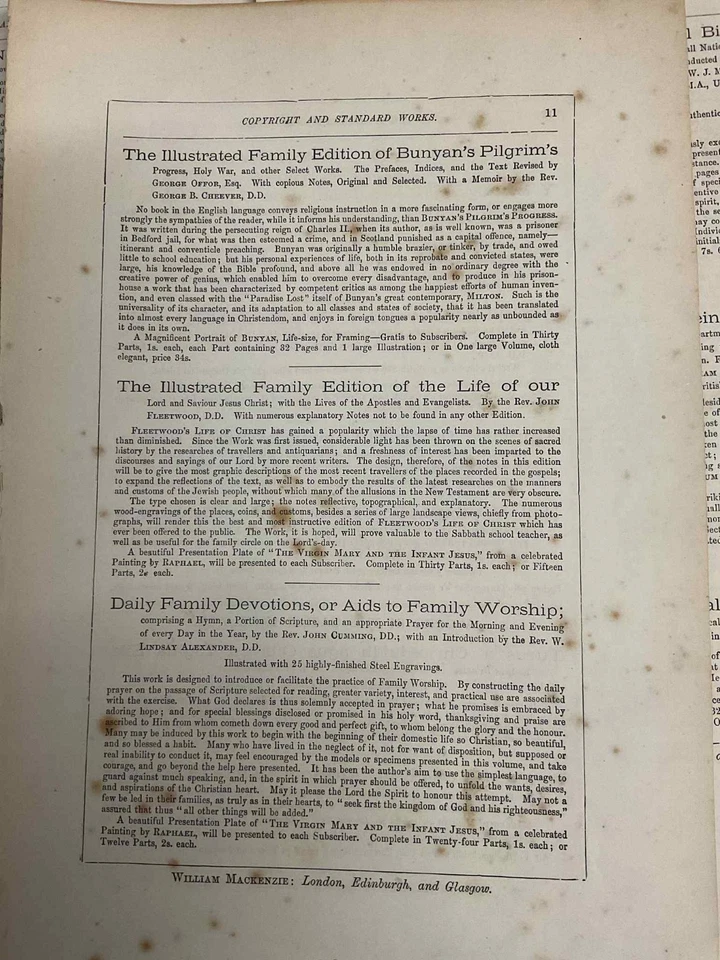 COPYRIGHT AND STANDARD WORKS.
11
The Illustrated Family Edition of Bunyan's Pilgrim's
Progress, Holy War, and other Select Works. The Prefaces, Indices, and the Text Revised by
GEORGE OFFOR, Esq. With copious Notes, Original and Selected. With a Memoir by the Rev.
GEORGE B. CHEEVER, D.D.
No book in the English language conveys religious instruction in a more fascinating form, or engages more
strongly the sympathies of the reader, while it informs his understanding, than BUNYAN'S PILGRIM'S PROGRESS.
It was written during the persecuting reign of Charles II., when its author, as is well known, was a prisoner
in Bedford jail, for what was then esteemed a crime, and in Scotland punished as a capital offence, namely—
itinerant and conventicle preaching. Bunyan was originally a humble brazier, or tinker, by trade, and owed
little to school education; but his personal experiences of life, both in its reprobate and convicted states, were
large, his knowledge of the Bible profound, and above all he was endowed in no ordinary degree with the
creative power of genius, which enabled him to overcome every disadvantage, and to produce in his prison-
house a work that has been characterized by competent critics as among the happiest efforts of human inven-
tion, and even classed with the "Paradise Lost" itself of Bunyan's great contemporary, MILTON. Such is the
universality of its character, and its adaptation to all classes and states of society, that it has been translated
into almost every language in Christendom, and enjoys in foreign tongues a popularity nearly as unbounded as
it does in its own.
A Magnificent Portrait of BUNYAN, Life-size, for Framing—Gratis to Subscribers. Complete in Thirty
Parts, 1s. each, each Part containing 32 Pages and 1 large Illustration; or in One large Volume, cloth
elegant, price 34s.
The Illustrated Family Edition of the Life of our
Lord and Saviour Jesus Christ; with the Lives of the Apostles and Evangelists. By the Rev. JOHN
FLEETWOOD, D.D. With numerous explanatory Notes not to be found in any other Edition.
FLEETWOOD'S LIFE OF CHRIST has gained a popularity which the lapse of time has rather increased
than diminished. Since the Work was first issued, considerable light has been thrown on the scenes of sacred
history by the researches of travellers and antiquarians; and a freshness of interest has been imparted to the
discourses and sayings of our Lord by more recent writers. The design, therefore, of the notes in this edition
will be to give the most graphic descriptions of the most recent travellers of the places recorded in the gospels;
to expand the reflections of the text, as well as to embody the results of the latest researches on the manners
and customs of the Jewish people, without which many of the allusions in the New Testament are very obscure.
The type chosen is clear and large; the notes reflective, topographical, and explanatory. The numerous
wood-engravings of the places, coins, and customs, besides a series of large landscape views, chiefly from photo-
graphs, will render this the best and most instructive edition of FLEETWOOD'S LIFE OF CHRIST which has
ever been offered to the public. The Work, it is hoped, will prove valuable to the Sabbath school teacher, as
well as be useful for the family circle on the Lord's-day.
A beautiful Presentation Plate of "THE VIRGIN MARY AND THE INFANT JESUS," from a celebrated
Painting by RAPHAEL, will be presented to each Subscriber. Complete in Thirty Parts, 1s. each; or Fifteen
Parts, 2s. each.
Daily Family Devotions, or Aids to Family Worship;
comprising a Hymn, a Portion of Scripture, and an appropriate Prayer for the Morning and Evening
of every Day in the Year, by the Rev. JOHN CUMMING, DD.; with an Introduction by the Rev. W.
LINDSAY ALEXANDER, D.D.
Illustrated with 25 highly-finished Steel Engravings.
This work is designed to introduce or facilitate the practice of Family Worship. By constructing the daily
prayer on the passage of Scripture selected for reading, greater variety, interest, and practical use are associated
with the exercise. What God declares is thus solemnly accepted in prayer; what he promises is embraced by
adoring hope; and for special blessings disclosed or promised in his holy word, thanksgiving and praise are
ascribed to Him from whom cometh down every good and perfect gift, to whom belong the glory and the honour.
Many may be induced by this work to begin with the beginning of their domestic life so Christian, so beautiful,
and so blessed a habit. Many who have lived in the neglect of it, not for want of disposition, but supposed or
real inability to conduct it, may feel encouraged by the models or specimens presented in this volume, and take
courage, and go beyond the help here presented. It has been the author's aim to use the simplest language, to
guard against much speaking, and, in the spirit in which prayer should be offered, to unfold the wants, desires,
and aspirations of the Christian heart. May it please the Lord the Spirit to honour this attempt. May not a
few be led in their families, as truly as in their hearts, to "seek first the kingdom of God and his righteousness,"
assured that thus "all other things will be added."
A beautiful Presentation Plate of "THE VIRGIN MARY AND THE INFANT JESUS," from a celebrated
Painting by RAPHAEL, will be presented to each Subscriber. Complete in Twenty-four Parts, 1s. each; or
Twelve Parts, 2s. each.
WILLIAM MACKENZIE: London, Edinburgh, and Glasgow.